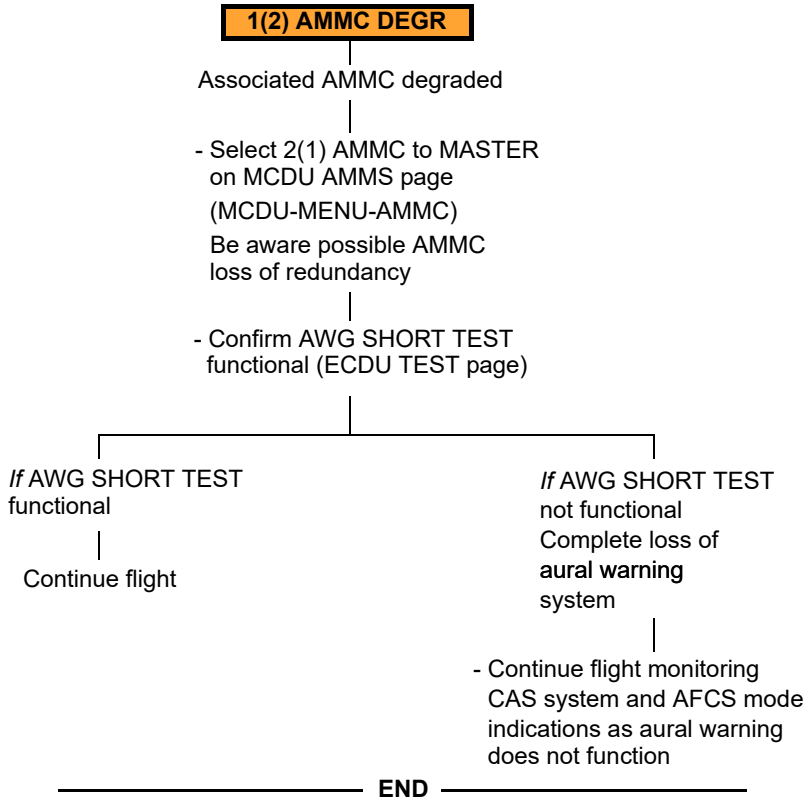 1(2) AMMC DEGR
Associated AMMC degraded
- Select 2(1) AMMC to MASTER
on MCDU AMMS page
(MCDU-MENU-AMMC)
Be aware possible AMMC
loss of redundancy
- Confirm AWG SHORT TEST
functional (ECDU TEST page)
If AWG SHORT TEST
functional
Continue flight
If AWG SHORT TEST
not functional
Complete loss of
aural warning
system
- Continue flight monitoring
CAS system and AFCS mode
indications as aural warning
does not function
END